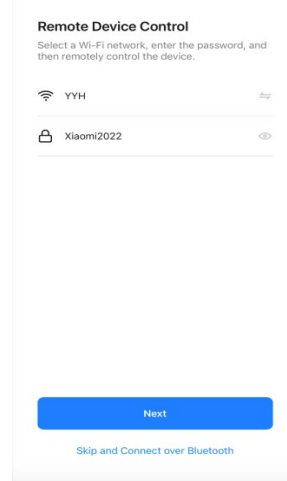 Remote Device Control
Select a Wi-Fi network, enter the password, and
then remotely control the device.
YYH
Xiaomi2022
Next
Skip and Connect over Bluetooth